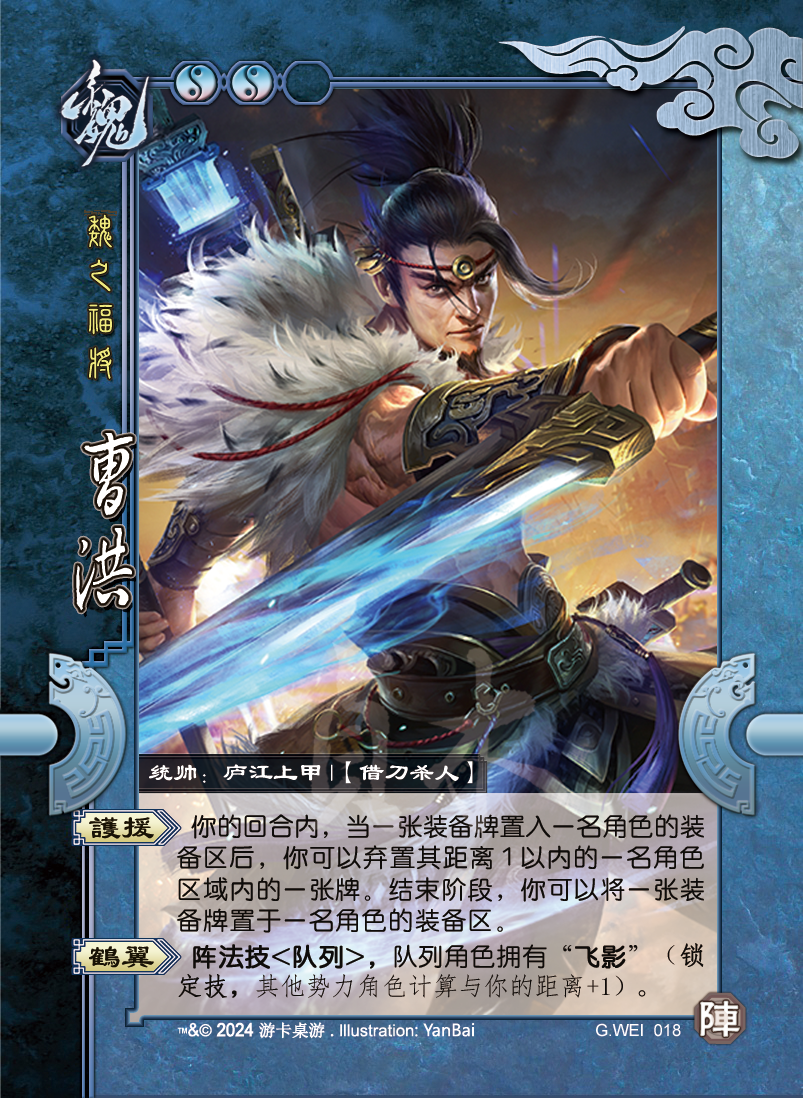 魏
魏之福将
曹洪
统帅：庐江上甲|【借刀杀人】
護援
你的回合内，当一张装备牌置入一名角色的装
备区后，你可以弃置其距离1以内的一名角色
区域内的一张牌。结束阶段，你可以将一张装
备牌置于一名角色的装备区。
鶴翼
阵法技<队列>，队列角色拥有“飞影”（锁
定技，其他势力角色计算与你的距离+1）。
™&© 2024 游卡桌游 . Illustration: YanBai
G.WEI 018
陣